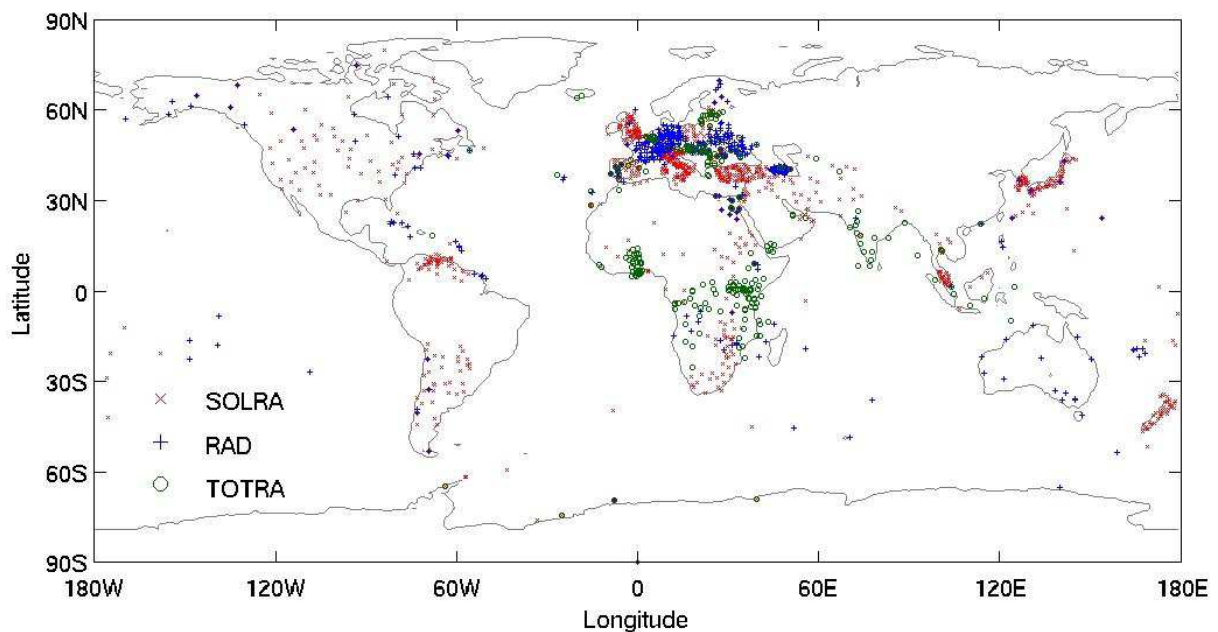 90N
60N
30N
0
30S
60S
90S
Latitude
SOLRA
RAD
TOTRA
180W
120W
60W
0
60E
120E
180E
Longitude